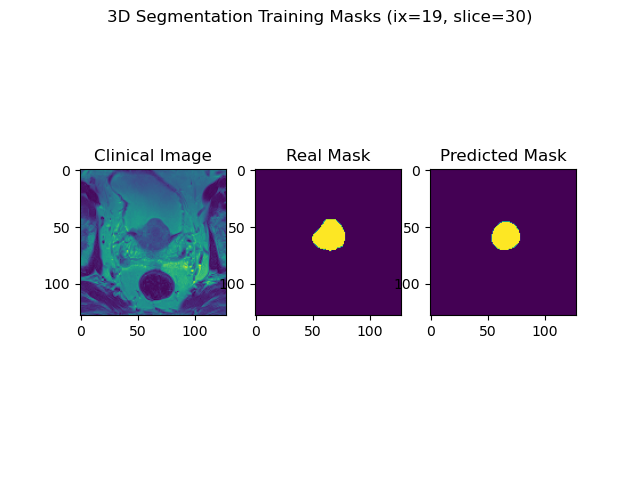 3D Segmentation Training Masks (ix=19, slice=30)
Clinical Image Real Mask Predicted Mask
0 0 0
50 50 50
100 100 100
0 50 100 0 50 100 0 50 100